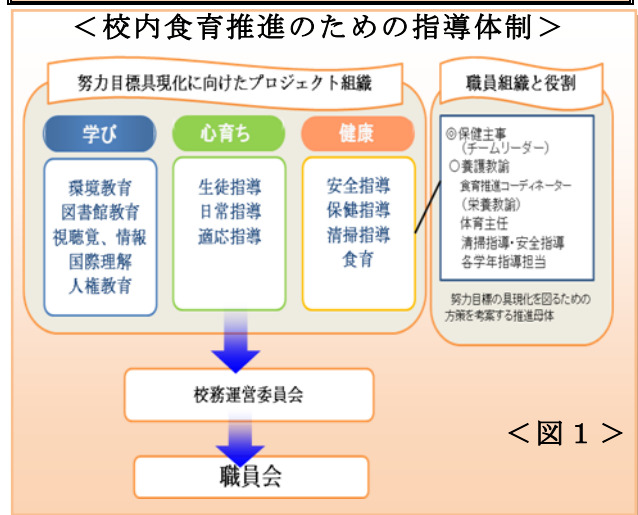 ＜校内食育推進のための指導体制＞
努力目標具現化に向けたプロジェクト組織
学び
環境教育
図書館教育
視聴覚、情報
国際理解
人権教育
心育ち
生徒指導
日常指導
適応指導
健康
安全指導
保健指導
清掃指導
食育
職員組織と役割
◎保健主事
（チームリーダー）
○養護教諭
食育推進コーディネーター
（栄養教諭）
体育主任
清掃指導・安全指導
各学年指導担当
努力目標の具現化を図るための
方策を考案する推進母体
校務運営委員会
職員会
＜図１＞